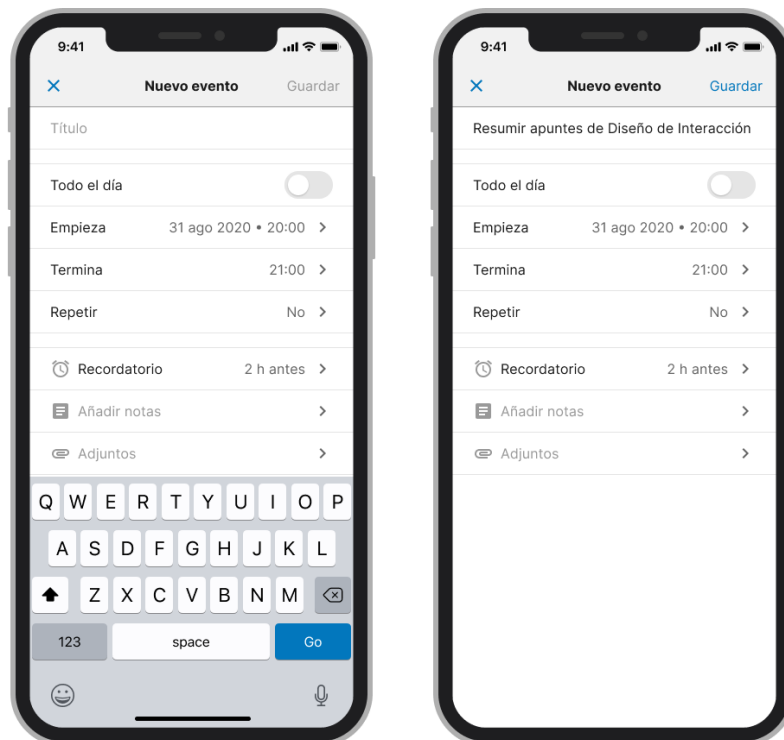 9:41
Nuevo evento Guardar
Título
Todo el día
Empieza 31 ago 2020 • 20:00
Termina 21:00
Repetir No
Recordatorio 2 h antes
Añadir notas
Adjuntos
Q W E R T Y U I O P
A S D F G H J K L
Z X C V B N M
123 space Go
9:41
Nuevo evento Guardar
Resumir apuntes de Diseño de Interacción
Todo el día
Empieza 31 ago 2020 • 20:00
Termina 21:00
Repetir No
Recordatorio 2 h antes
Añadir notas
Adjuntos